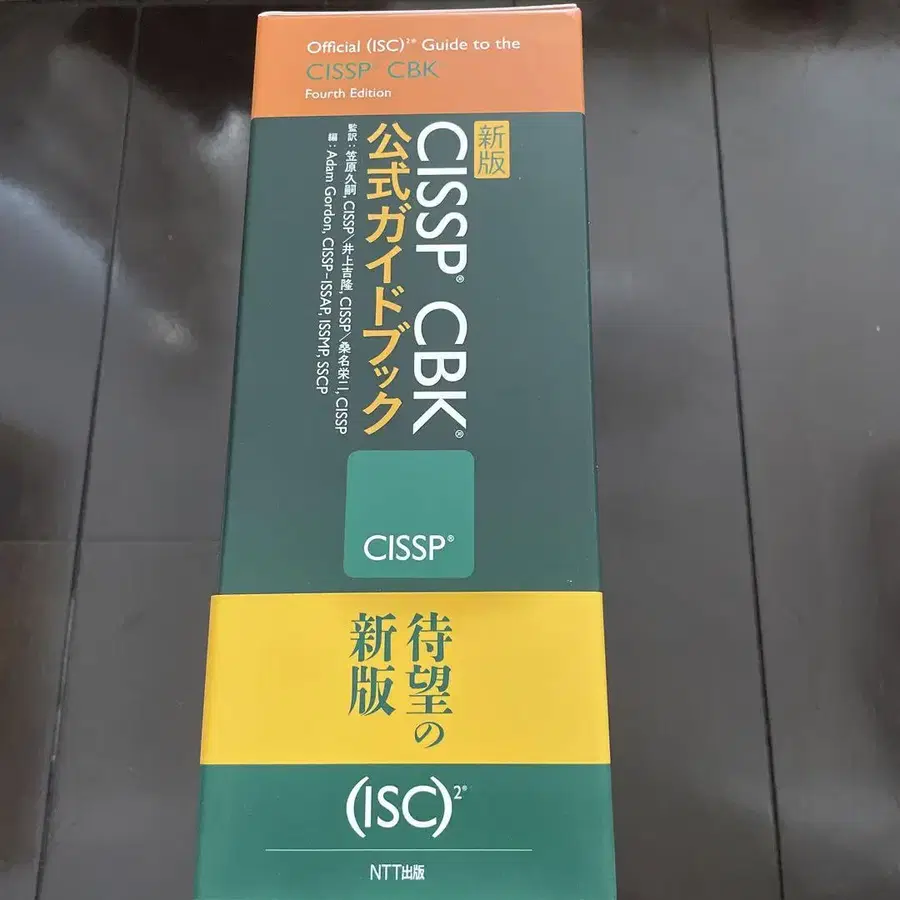 Official (ISC)²® Guide to the
CISSP® CBK
Fourth Edition
新版
CISSP® CBK®
公式ガイドブック
監訳：笠原久嗣, CISSP／井上吉隆, CISSP／桑名栄二, CISSP
編：Adam Gordon, CISSP-ISSAP, ISSMP, SSCP
CISSP®
待望の
新版
(ISC)²®
NTT出版